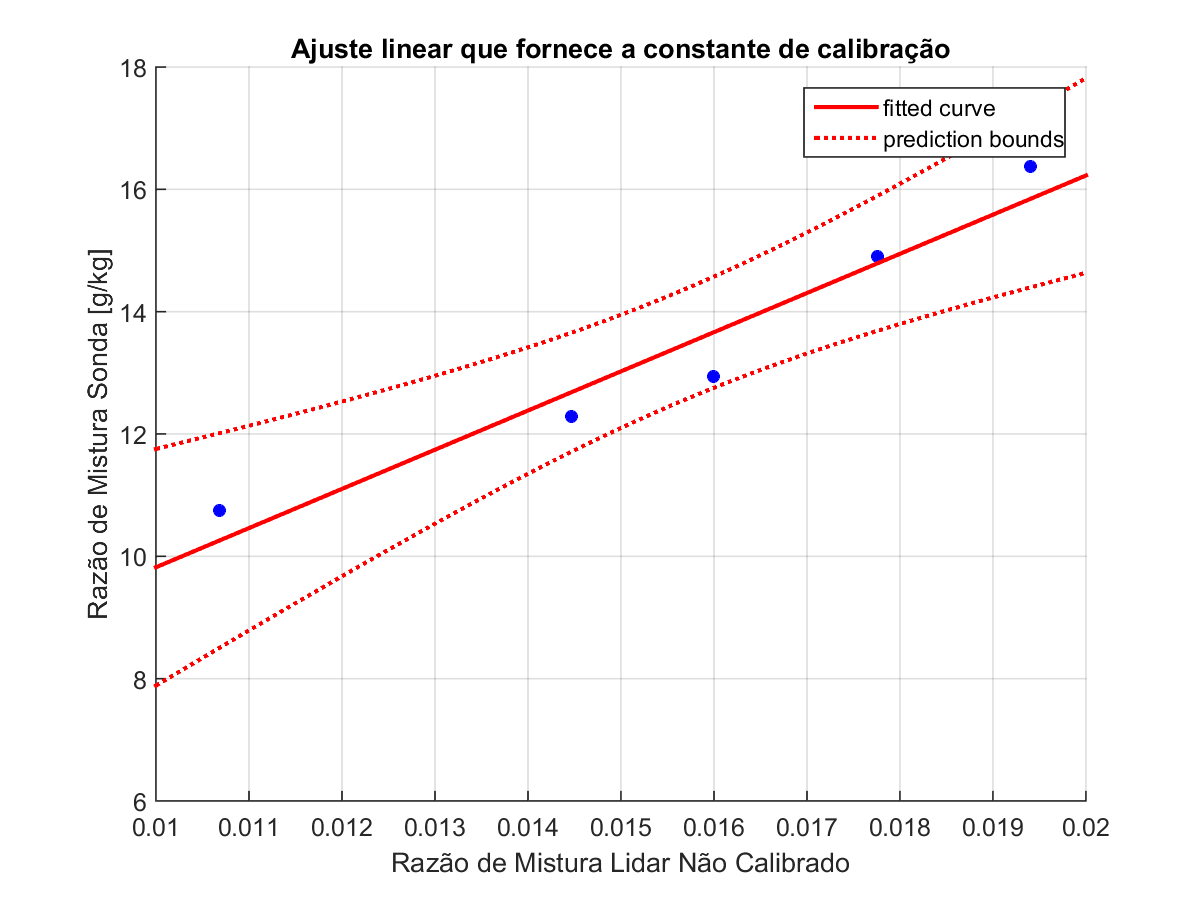 Ajuste linear que fornece a constante de calibração
fitted curve
prediction bounds
Razão de Mistura Sonda [g/kg]
18
16
14
12
10
8
6
0.01 0.011 0.012 0.013 0.014 0.015 0.016 0.017 0.018 0.019 0.02
Razão de Mistura Lidar Não Calibrado